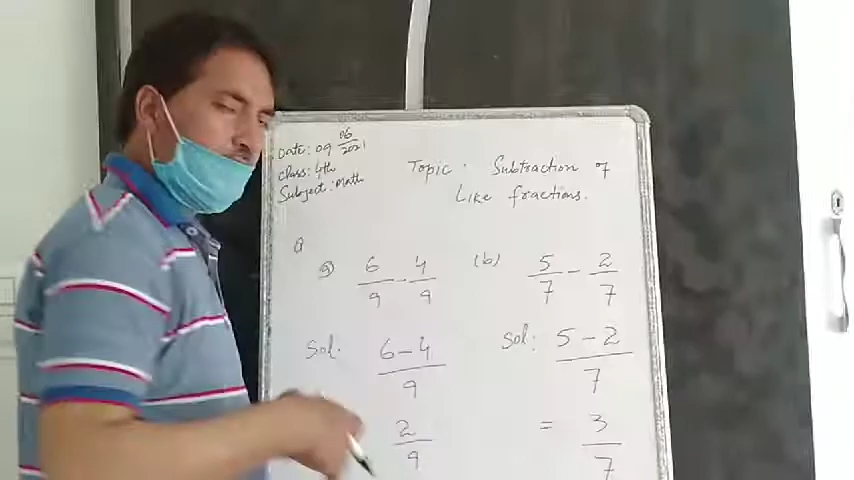 Date: 09 06/2021
Class: 4th
Subject: Math
Topic: Subtraction of
Like fractions.
Q
a) 6/9 - 4/9
Sol: 6-4/9
2/9
(b) 5/7 - 2/7
Sol: 5-2/7
= 3/7